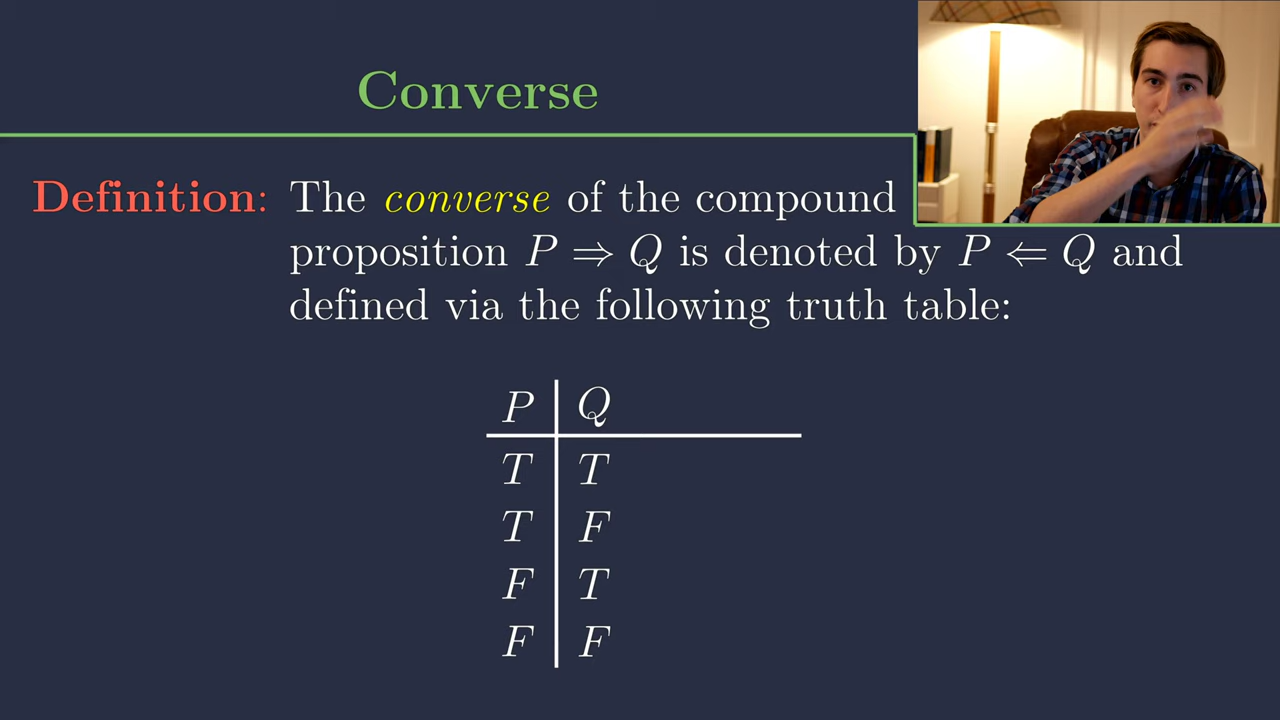 Converse
Definition: The converse of the compound
proposition P ⇒ Q is denoted by P ⇐ Q and
defined via the following truth table:
P Q
T T
T F
F T
F F